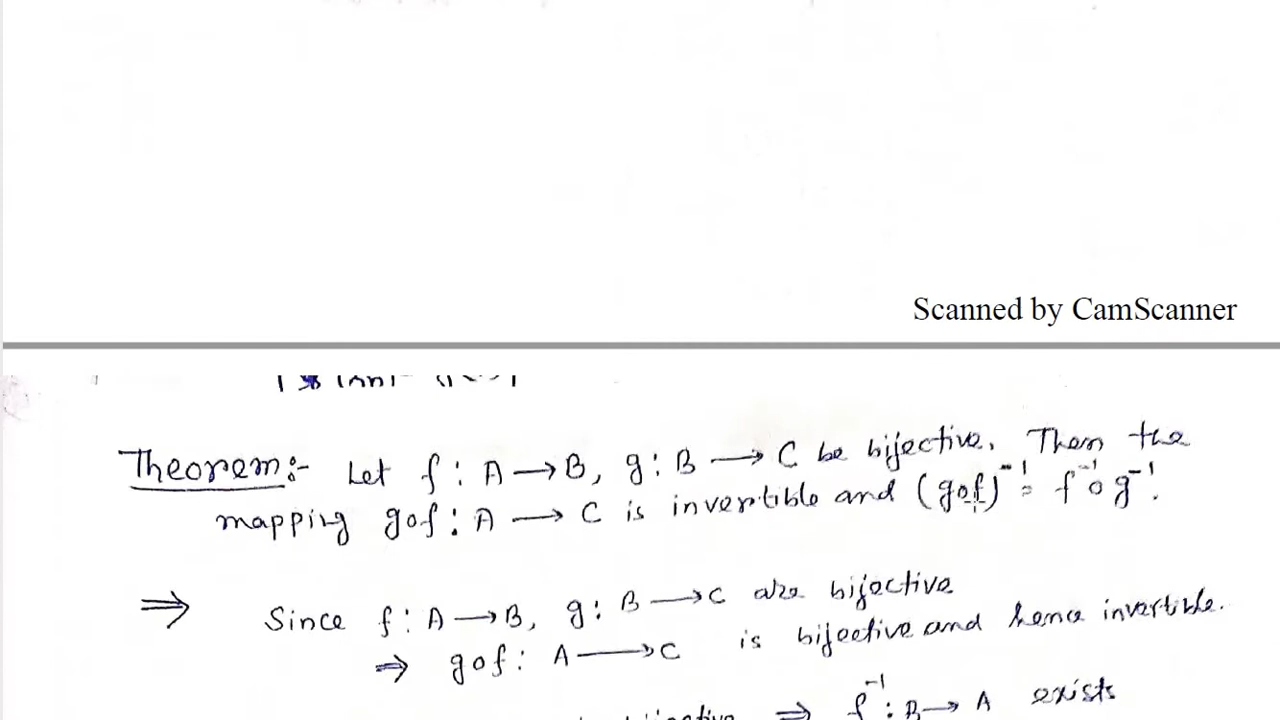 Scanned by CamScanner
Theorem:- Let f : A → B, g : B → C be bijective. Then the
mapping gof : A → C is invertible and (gof)⁻¹ = f⁻¹o g⁻¹.
⇒ Since f : A → B, g : B → C are bijective
⇒ gof : A → C is bijective and hence invertible.
⇒ f⁻¹ : B → A exists